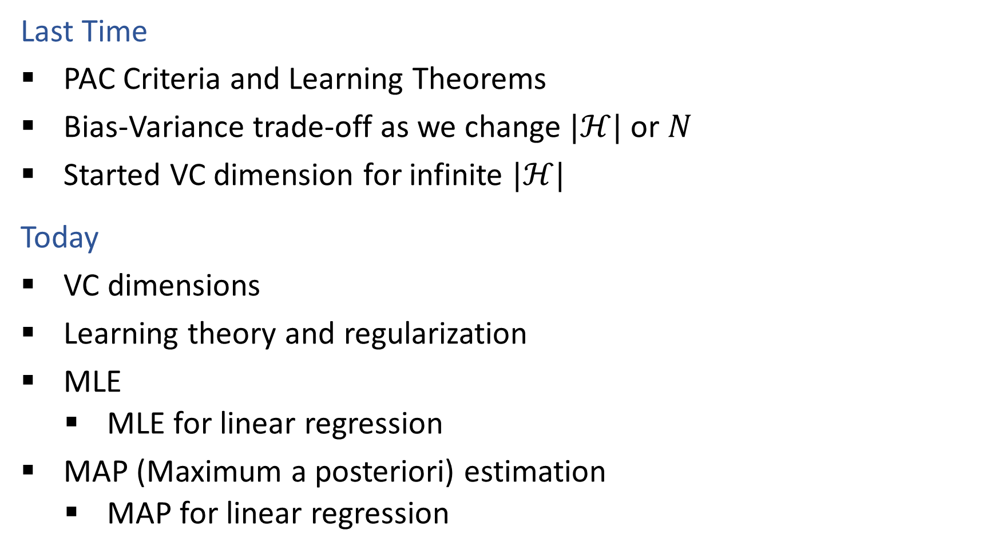 Last Time
▪ PAC Criteria and Learning Theorems
▪ Bias-Variance trade-off as we change |ℋ| or 𝑁
▪ Started VC dimension for infinite |ℋ|
Today
▪ VC dimensions
▪ Learning theory and regularization
▪ MLE
▪ MLE for linear regression
▪ MAP (Maximum a posteriori) estimation
▪ MAP for linear regression